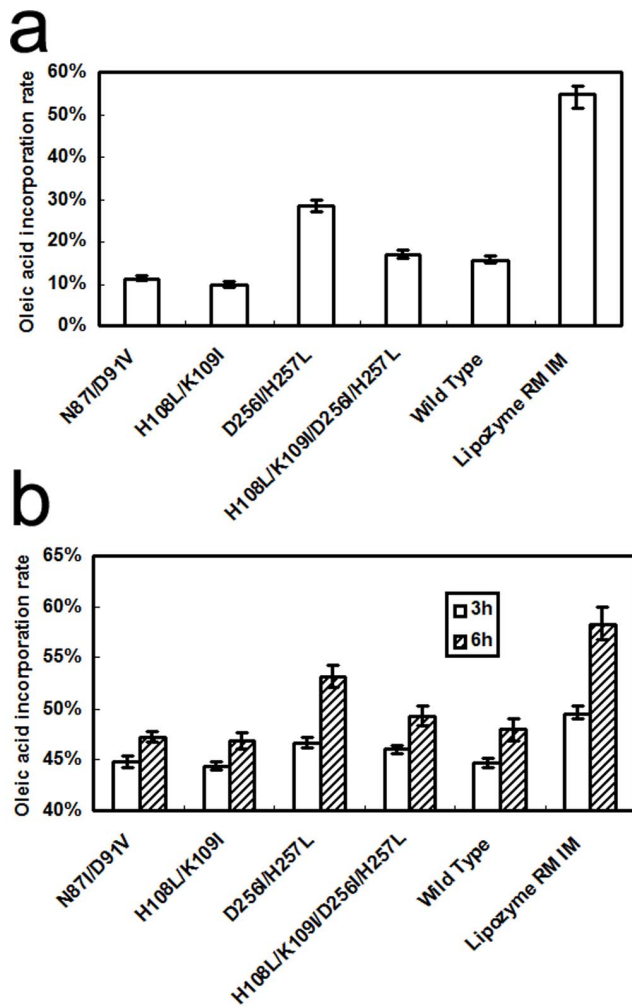 a
Oleic acid incorporation rate
60%
50%
40%
30%
20%
10%
0%
N87I/D91V
H108L/K109I
D256I/H257L
H108L/K109I/D256I/H257L
Wild Type
Lipozyme RM IM
b
Oleic acid incorporation rate
65%
60%
55%
50%
45%
40%
3h
6h
N87I/D91V
H108L/K109I
D256I/H257L
H108L/K109I/D256I/H257L
Wild Type
Lipozyme RM IM